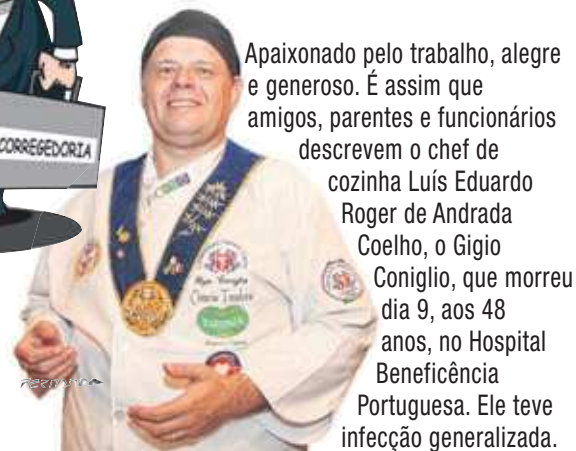 CORREGEDORIA
Apaixonado pelo trabalho, alegre
e generoso. É assim que
amigos, parentes e funcionários
descrevem o chef de
cozinha Luís Eduardo
Roger de Andrada
Coelho, o Gigio
Coniglio, que morreu
dia 9, aos 48
anos, no Hospital
Beneficência
Portuguesa. Ele teve
infecção generalizada.